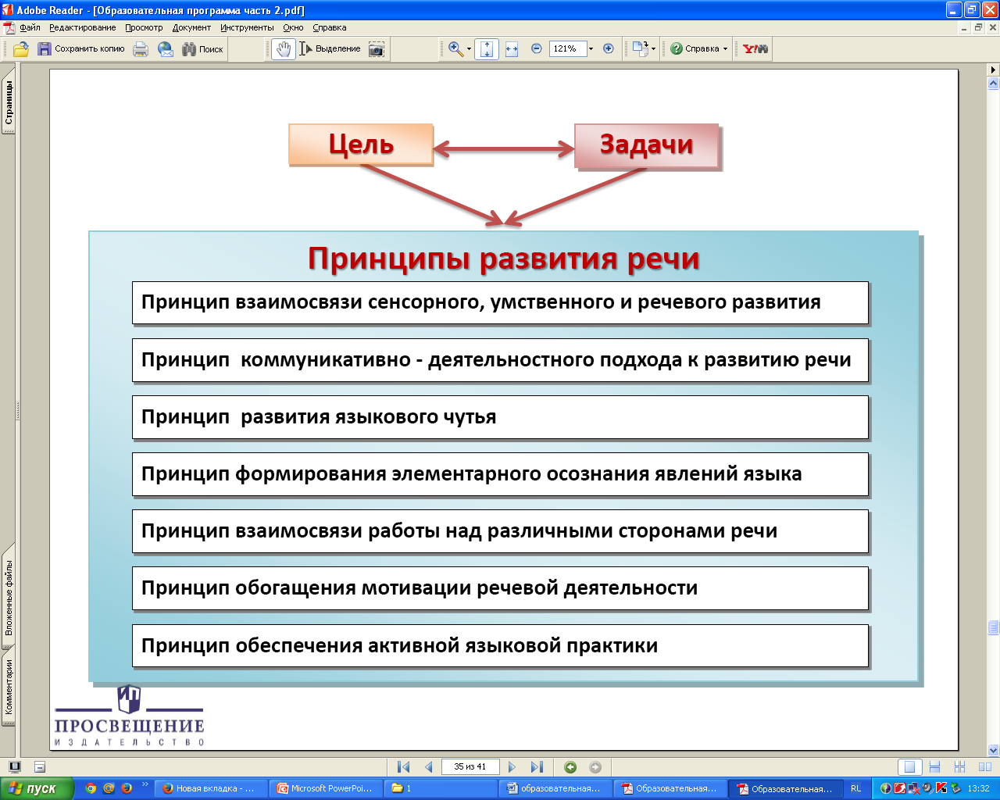 Adobe Reader - [Образовательная программа часть 2.pdf]
Файл Редактирование Просмотр Документ Инструменты Окно Справка
Сохранить копию Поиск Выделение 121% Справка Y!
Страницы
Цель Задачи
Принципы развития речи
Принцип взаимосвязи сенсорного, умственного и речевого развития
Принцип коммуникативно - деятельностного подхода к развитию речи
Принцип развития языкового чутья
Принцип формирования элементарного осознания явлений языка
Принцип взаимосвязи работы над различными сторонами речи
Принцип обогащения мотивации речевой деятельности
Принцип обеспечения активной языковой практики
Вложенные файлы
Комментарии
ИП
ПРОСВЕЩЕНИЕ
ИЗДАТЕЛЬСТВО
35 из 41
пуск Новая вкладка - ... Microsoft PowerPoi... 1 образовательная... Образовательная... Образовательная... RL 13:32